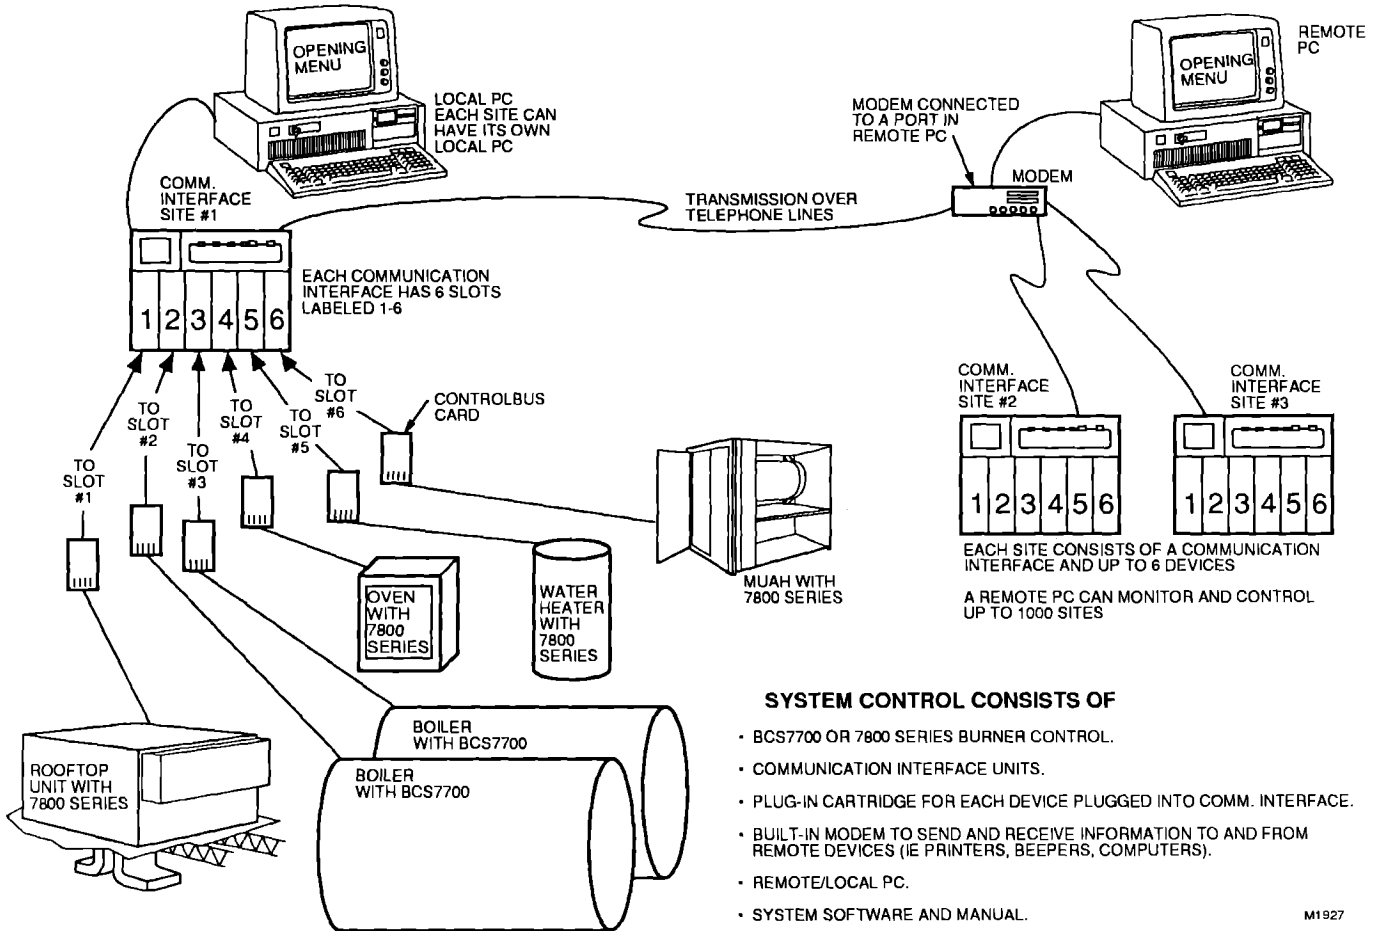 OPENING
MENU
LOCAL PC
EACH SITE CAN
HAVE ITS OWN
LOCAL PC
REMOTE
PC
OPENING
MENU
MODEM CONNECTED
TO A PORT IN
REMOTE PC
MODEM
COMM.
INTERFACE
SITE #1
TRANSMISSION OVER
TELEPHONE LINES
EACH COMMUNICATION
INTERFACE HAS 6 SLOTS
LABELED 1-6
1 2 3 4 5 6
TO
SLOT
#1
TO
SLOT
#2
TO
SLOT
#3
TO
SLOT
#4
TO
SLOT
#5
TO
SLOT
#6
CONTROLBUS
CARD
COMM.
INTERFACE
SITE #2
1 2 3 4 5 6
COMM.
INTERFACE
SITE #3
1 2 3 4 5 6
EACH SITE CONSISTS OF A COMMUNICATION
INTERFACE AND UP TO 6 DEVICES
A REMOTE PC CAN MONITOR AND CONTROL
UP TO 1000 SITES
MUAH WITH
7800 SERIES
OVEN
WITH
7800
SERIES
WATER
HEATER
WITH
7800
SERIES
BOILER
WITH BCS7700
BOILER
WITH BCS7700
ROOFTOP
UNIT WITH
7800 SERIES
SYSTEM CONTROL CONSISTS OF
• BCS7700 OR 7800 SERIES BURNER CONTROL.
• COMMUNICATION INTERFACE UNITS.
• PLUG-IN CARTRIDGE FOR EACH DEVICE PLUGGED INTO COMM. INTERFACE.
• BUILT-IN MODEM TO SEND AND RECEIVE INFORMATION TO AND FROM
REMOTE DEVICES (IE PRINTERS, BEEPERS, COMPUTERS).
• REMOTE/LOCAL PC.
• SYSTEM SOFTWARE AND MANUAL.
M1927